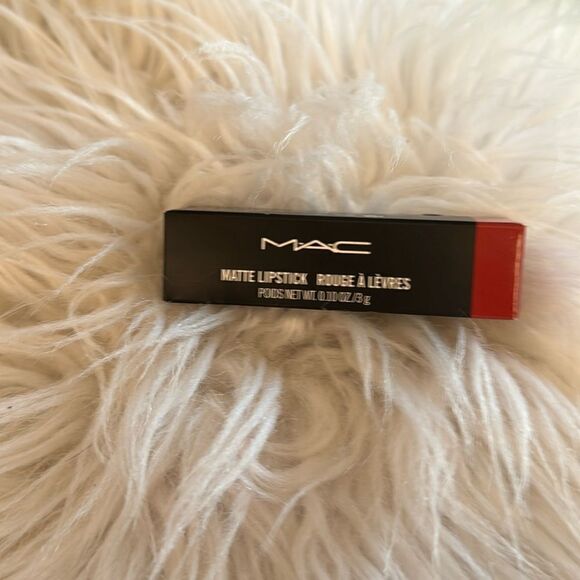 MAC
MATTE LIPSTICK ROUGE À LÈVRES
POIDS NET WT. 0.10 OZ./3 g